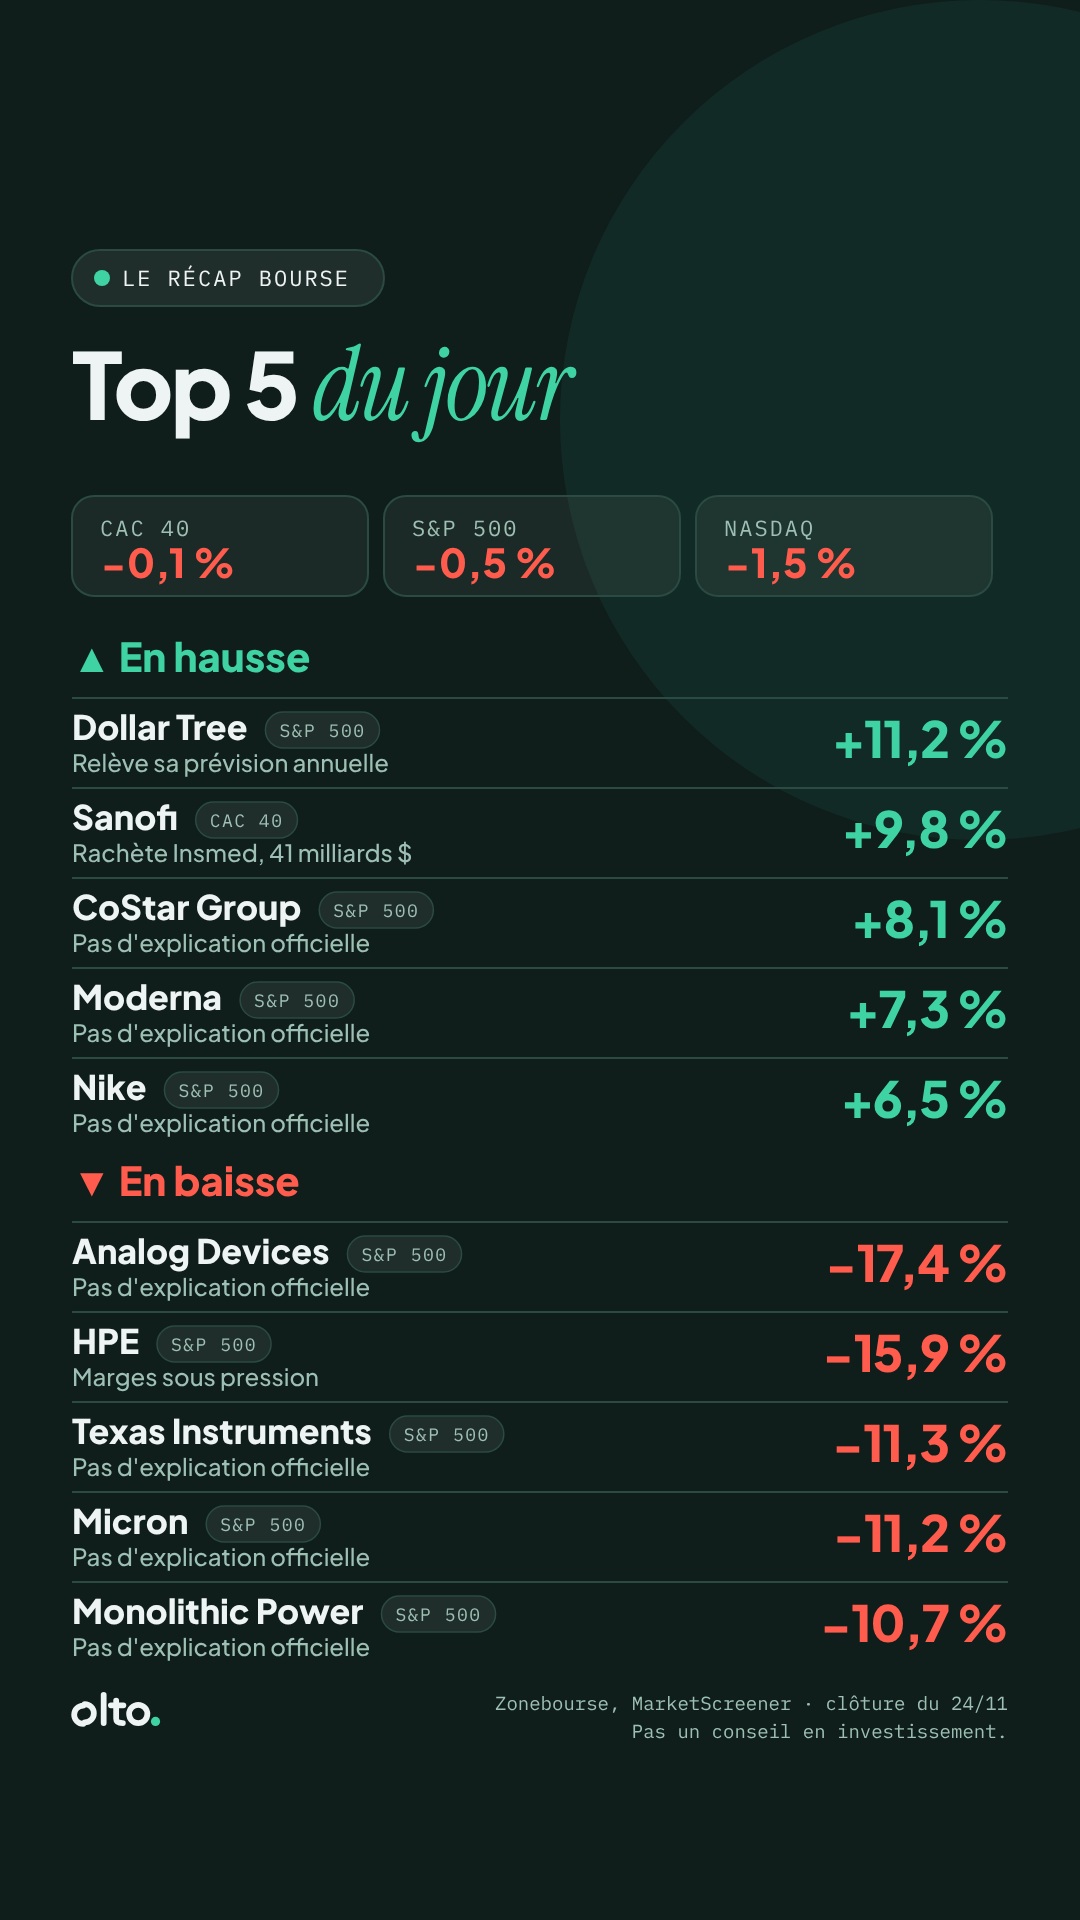 LE RÉCAP BOURSE
Top 5 du jour
CAC 40
-0,1 %
S&P 500
-0,5 %
NASDAQ
-1,5 %
▲ En hausse
Dollar Tree S&P 500
+11,2 %
Relève sa prévision annuelle
Sanofi CAC 40
+9,8 %
Rachète Insmed, 41 milliards $
CoStar Group S&P 500
+8,1 %
Pas d'explication officielle
Moderna S&P 500
+7,3 %
Pas d'explication officielle
Nike S&P 500
+6,5 %
Pas d'explication officielle
▼ En baisse
Analog Devices S&P 500
-17,4 %
Pas d'explication officielle
HPE S&P 500
-15,9 %
Marges sous pression
Texas Instruments S&P 500
-11,3 %
Pas d'explication officielle
Micron S&P 500
-11,2 %
Pas d'explication officielle
Monolithic Power S&P 500
-10,7 %
Pas d'explication officielle
olto.
Zonebourse, MarketScreener · clôture du 24/11
Pas un conseil en investissement.